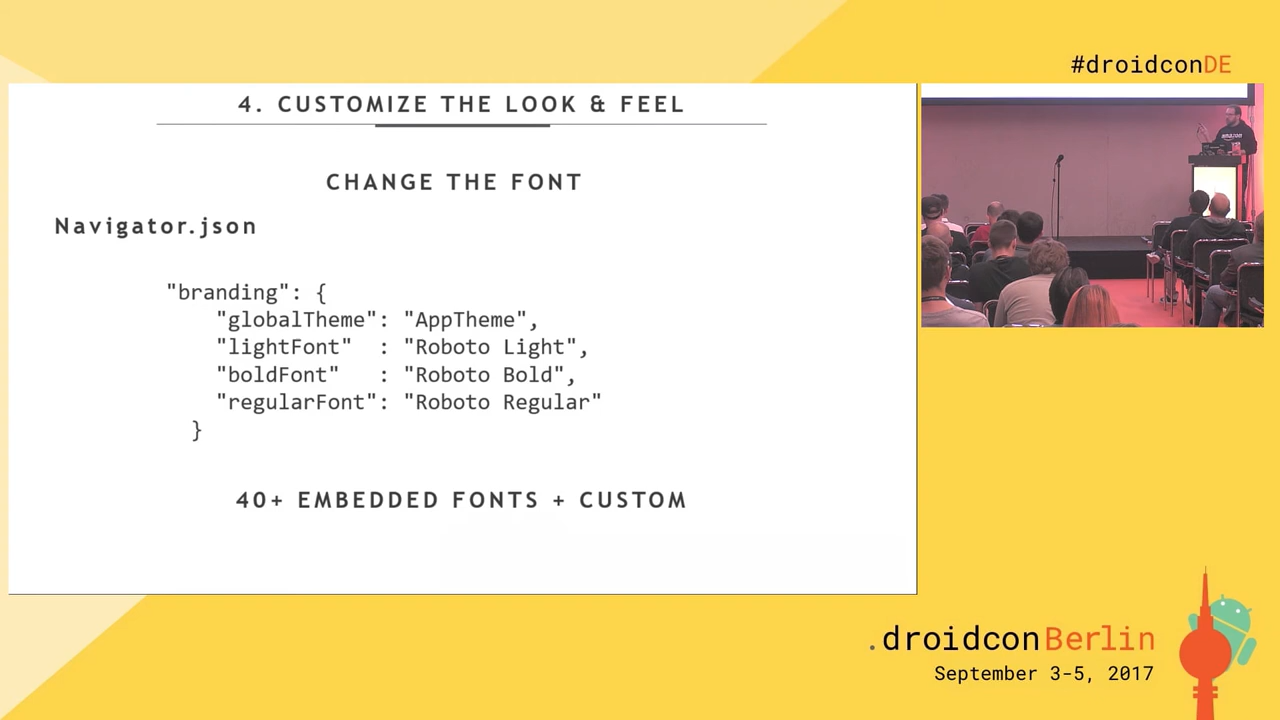 #droidconDE
4. CUSTOMIZE THE LOOK & FEEL
CHANGE THE FONT
Navigator.json
"branding": {
"globalTheme": "AppTheme",
"lightFont" : "Roboto Light",
"boldFont" : "Roboto Bold",
"regularFont": "Roboto Regular"
}
40+ EMBEDDED FONTS + CUSTOM
amazon
.droidconBerlin
September 3-5, 2017